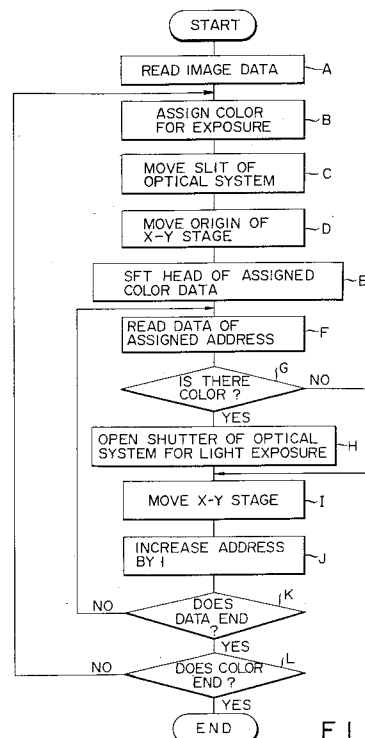 START
READ IMAGE DATA
A
ASSIGN COLOR
FOR EXPOSURE
B
MOVE SLIT OF
OPTICAL SYSTEM
C
MOVE ORIGIN OF
X-Y STAGE
D
SFT HEAD OF ASSIGNED
COLOR DATA
E
READ DATA OF
ASSIGNED ADDRESS
F
G
IS THERE
COLOR ?
NO
YES
OPEN SHUTTER OF OPTICAL
SYSTEM FOR LIGHT EXPOSURE
H
MOVE X-Y STAGE
I
INCREASE ADDRESS
BY 1
J
K
NO
DOES
DATA END
?
YES
L
NO
DOES COLOR
END ?
YES
END
F I